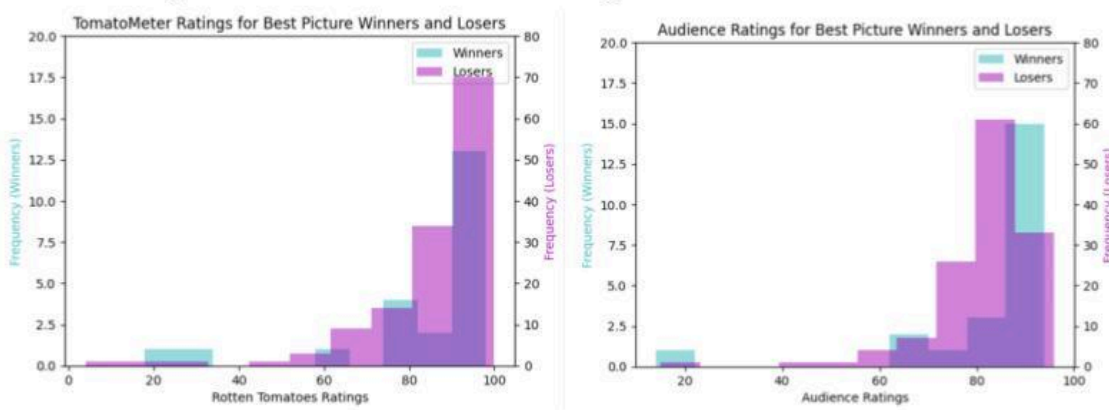 TomatoMeter Ratings for Best Picture Winners and Losers
20.0
17.5
15.0
12.5
10.0
7.5
5.0
2.5
0.0
Frequency (Winners)
80
70
60
50
40
30
20
10
0
Frequency (Losers)
Winners
Losers
0 20 40 60 80 100
Rotten Tomatoes Ratings
Audience Ratings for Best Picture Winners and Losers
20.0
17.5
15.0
12.5
10.0
7.5
5.0
2.5
0.0
Frequency (Winners)
80
70
60
50
40
30
20
10
0
Frequency (Losers)
Winners
Losers
20 40 60 80 100
Audience Ratings